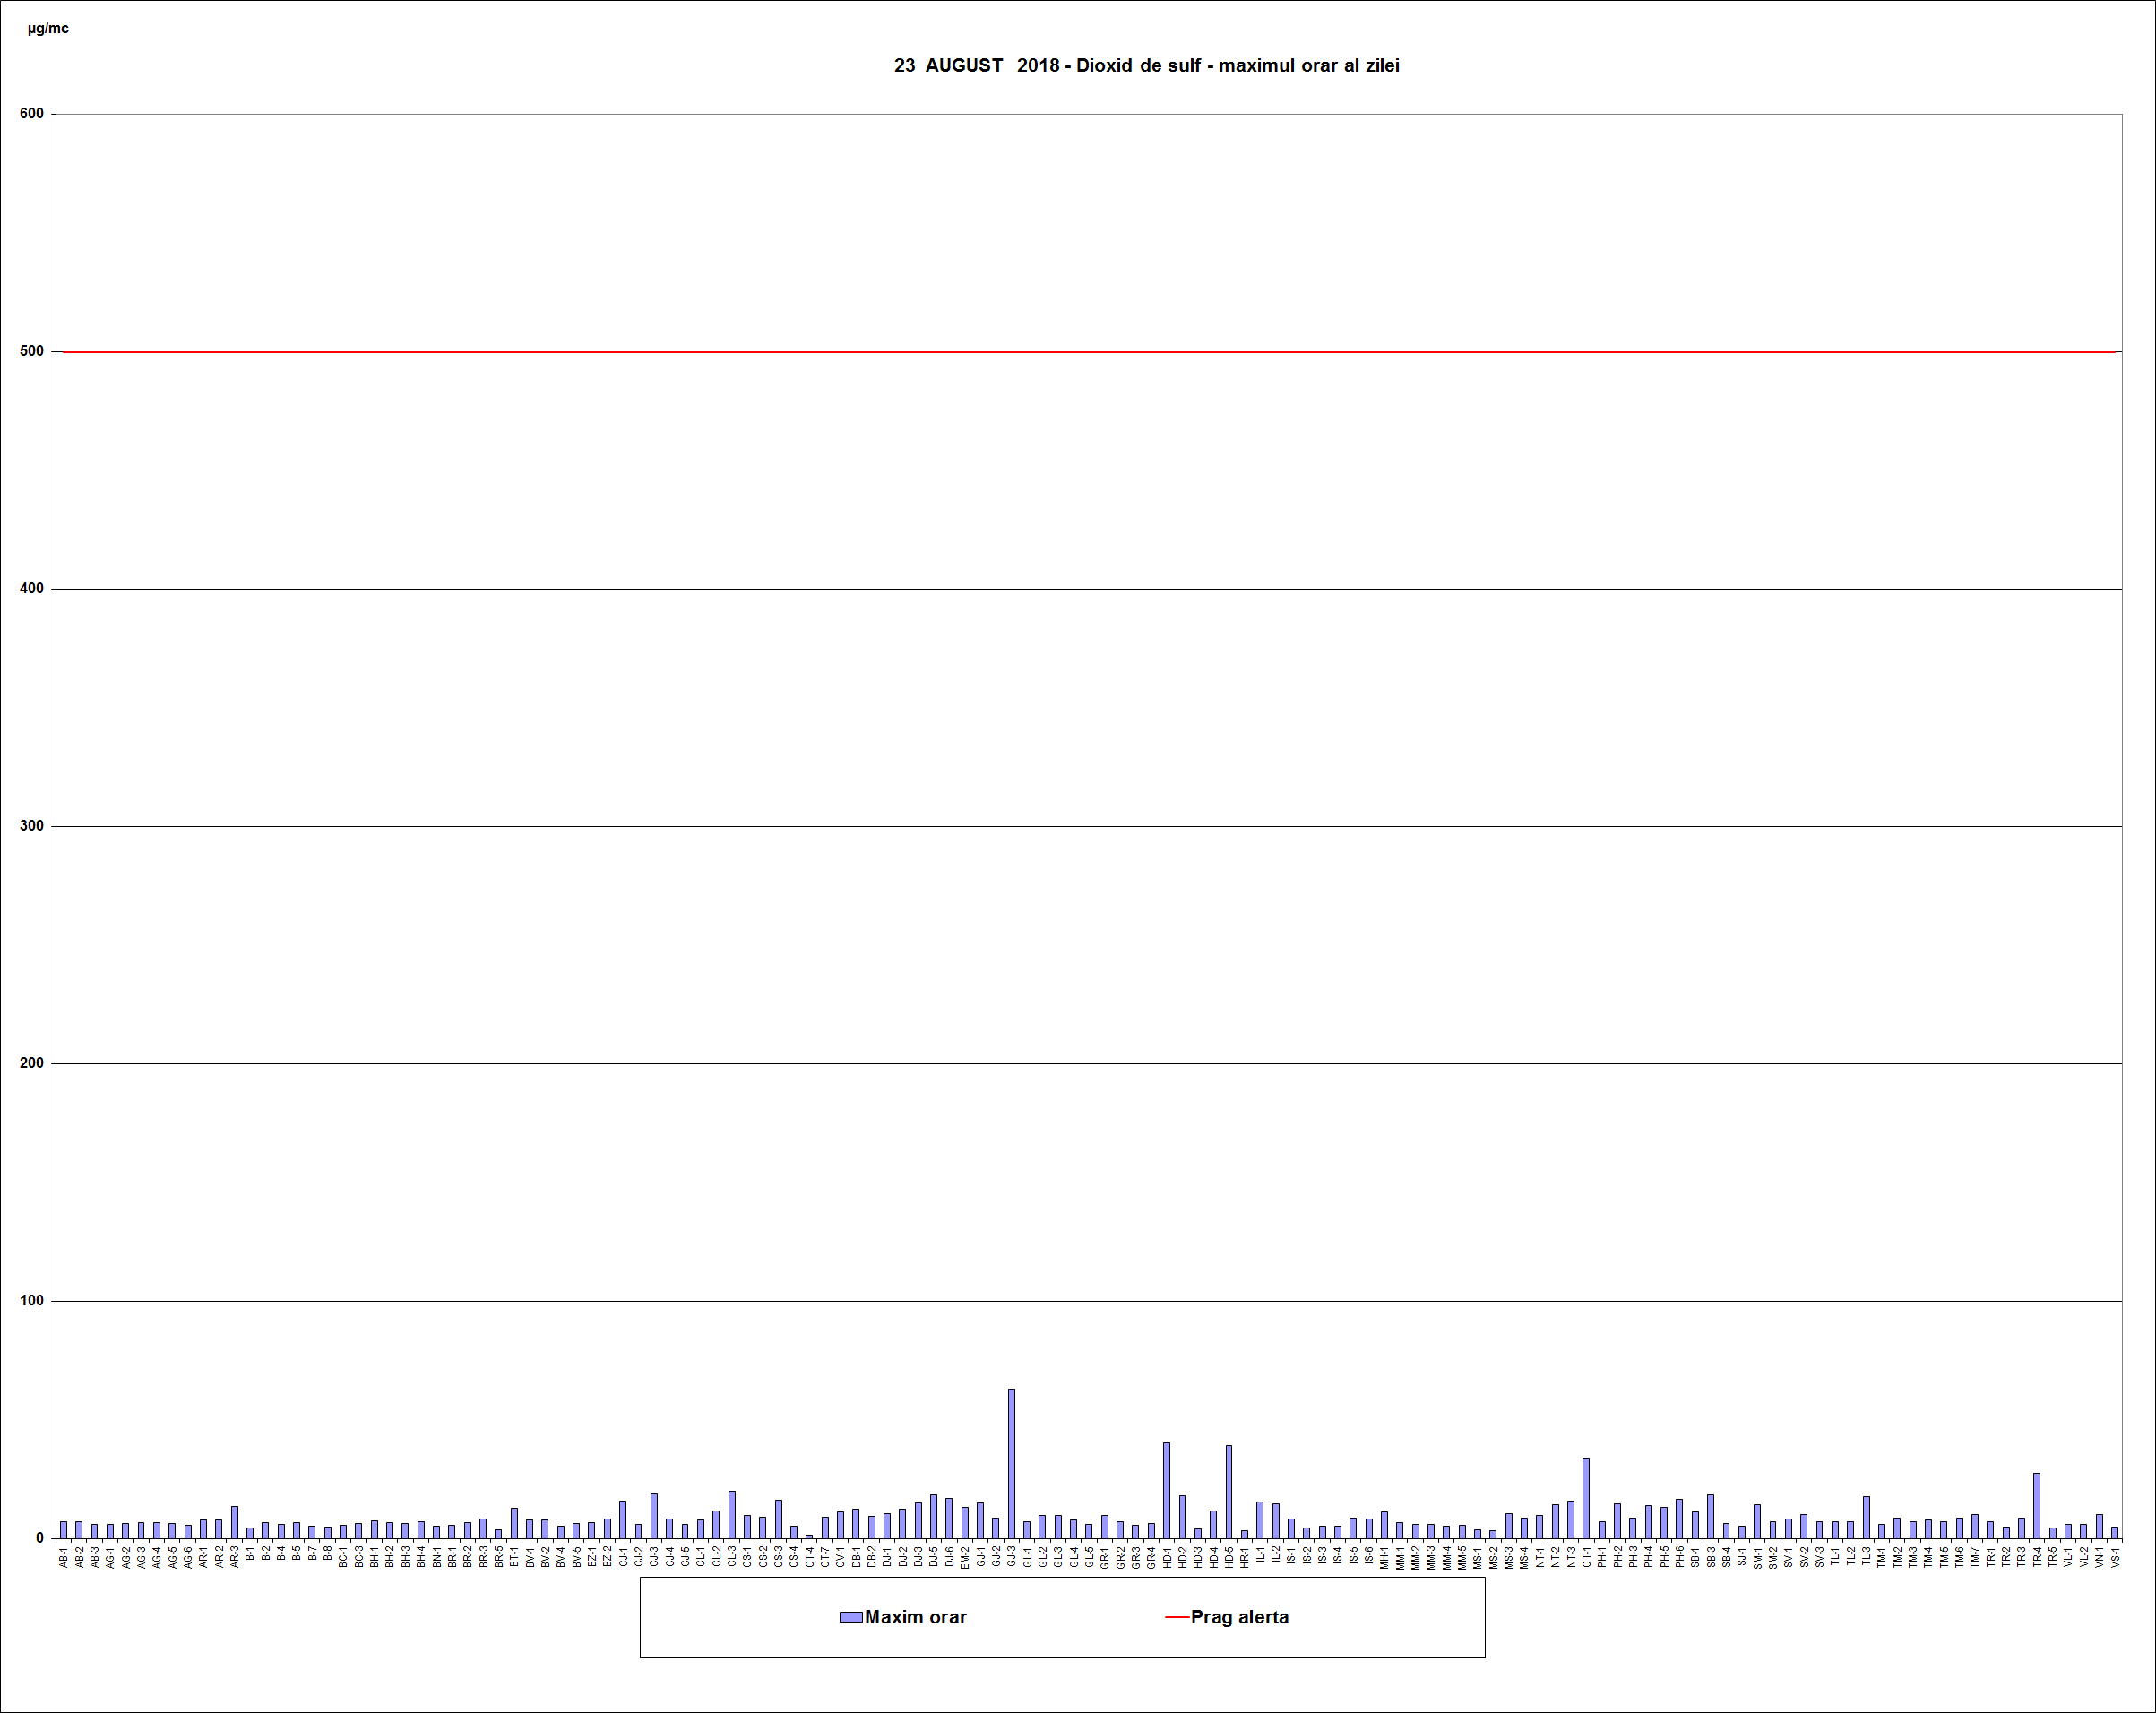 µg/mc
23 AUGUST 2018 - Dioxid de sulf - maximul orar al zilei
600
500
400
300
200
100
0
AB-1 AB-2 AB-3 AG-1 AG-2 AG-3 AG-4 AG-5 AG-6 AR-1 AR-2 AR-3 B-1 B-2 B-4 B-5 B-7 B-8 BC-1 BC-3 BH-1 BH-2 BH-3 BH-4 BN-1 BR-1 BR-2 BR-3 BR-5 BT-1 BV-1 BV-2 BV-4 BV-5 BZ-1 BZ-2 CJ-1 CJ-2 CJ-3 CJ-4 CJ-5 CL-1 CL-2 CL-3 CS-1 CS-2 CS-3 CS-4 CT-4 CT-7 CV-1 DB-1 DB-2 DJ-1 DJ-2 DJ-3 DJ-5 DJ-6 EM-2 GJ-1 GJ-2 GJ-3 GL-1 GL-2 GL-3 GL-4 GL-5 GR-1 GR-2 GR-3 GR-4 HD-1 HD-2 HD-3 HD-4 HD-5 HR-1 IL-1 IL-2 IS-1 IS-2 IS-3 IS-4 IS-5 IS-6 MH-1 MM-1 MM-2 MM-3 MM-4 MM-5 MS-1 MS-2 MS-3 MS-4 NT-1 NT-2 NT-3 OT-1 PH-1 PH-2 PH-3 PH-4 PH-5 PH-6 SB-1 SB-3 SB-4 SJ-1 SM-1 SM-2 SV-1 SV-2 SV-3 TL-1 TL-2 TL-3 TM-1 TM-2 TM-3 TM-4 TM-5 TM-6 TM-7 TR-1 TR-2 TR-3 TR-4 TR-5 VL-1 VL-2 VN-1 VS-1
Maxim orar Prag alerta